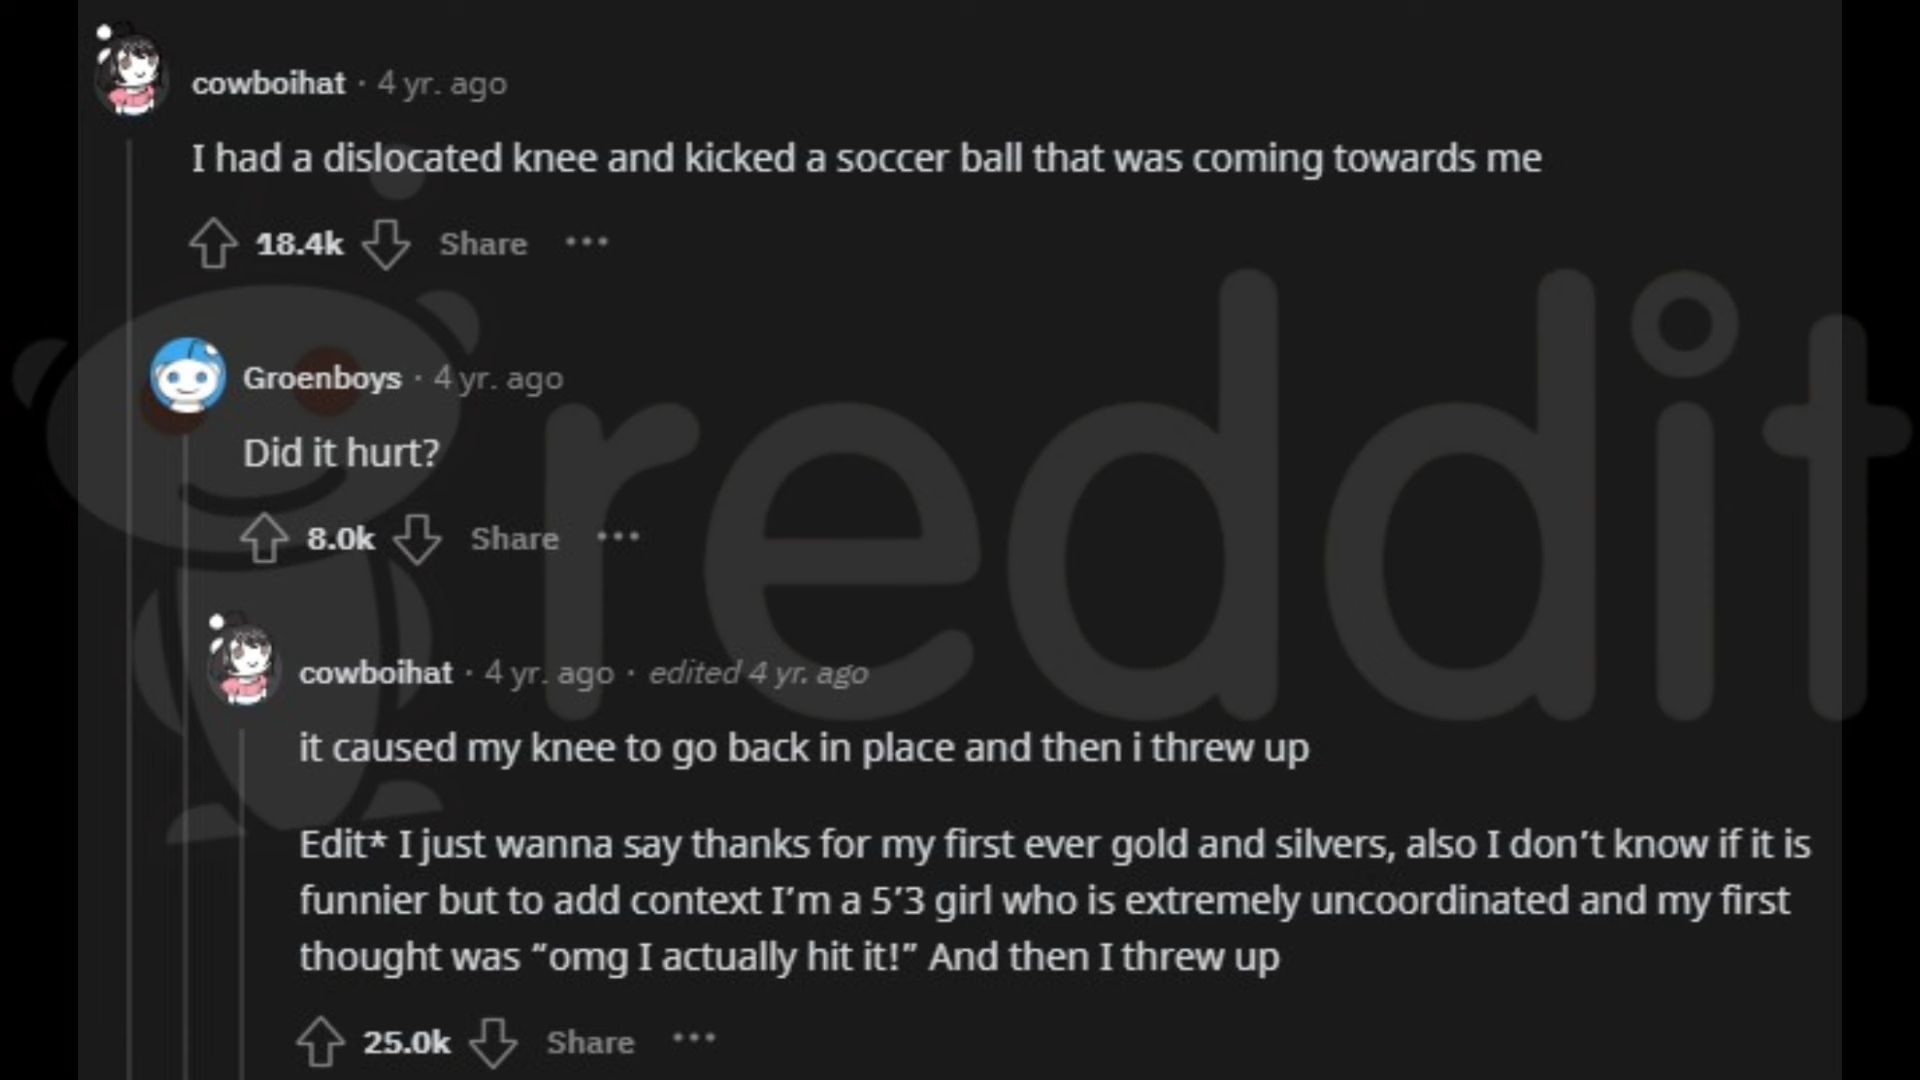 cowboihat · 4 yr. ago
I had a dislocated knee and kicked a soccer ball that was coming towards me
18.4k Share ···
Groenboys · 4 yr. ago
Did it hurt?
8.0k Share ···
cowboihat · 4 yr. ago · edited 4 yr. ago
it caused my knee to go back in place and then i threw up
Edit* I just wanna say thanks for my first ever gold and silvers, also I don’t know if it is
funnier but to add context I’m a 5’3 girl who is extremely uncoordinated and my first
thought was “omg I actually hit it!” And then I threw up
25.0k Share ···
reddit